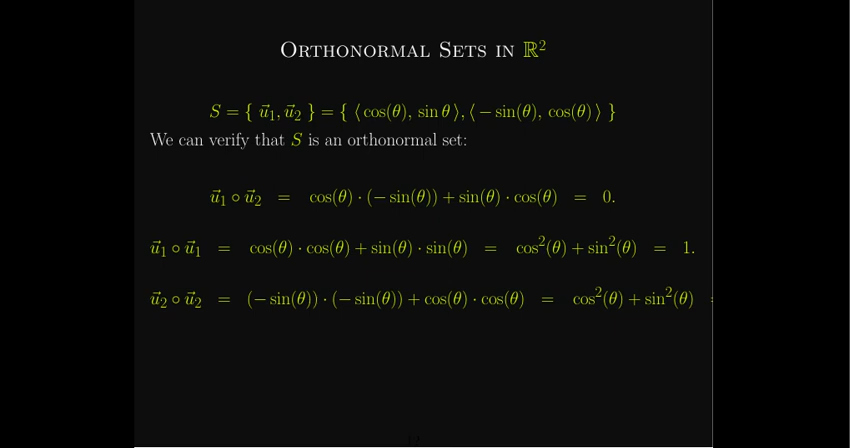 Orthonormal Sets in ℝ²
S = { u⃗₁, u⃗₂ } = { ⟨ cos(θ), sin θ ⟩, ⟨ − sin(θ), cos(θ) ⟩ }
We can verify that S is an orthonormal set:
u⃗₁ ∘ u⃗₂ = cos(θ) · (− sin(θ)) + sin(θ) · cos(θ) = 0.
u⃗₁ ∘ u⃗₁ = cos(θ) · cos(θ) + sin(θ) · sin(θ) = cos²(θ) + sin²(θ) = 1.
u⃗₂ ∘ u⃗₂ = (− sin(θ)) · (− sin(θ)) + cos(θ) · cos(θ) = cos²(θ) + sin²(θ) =